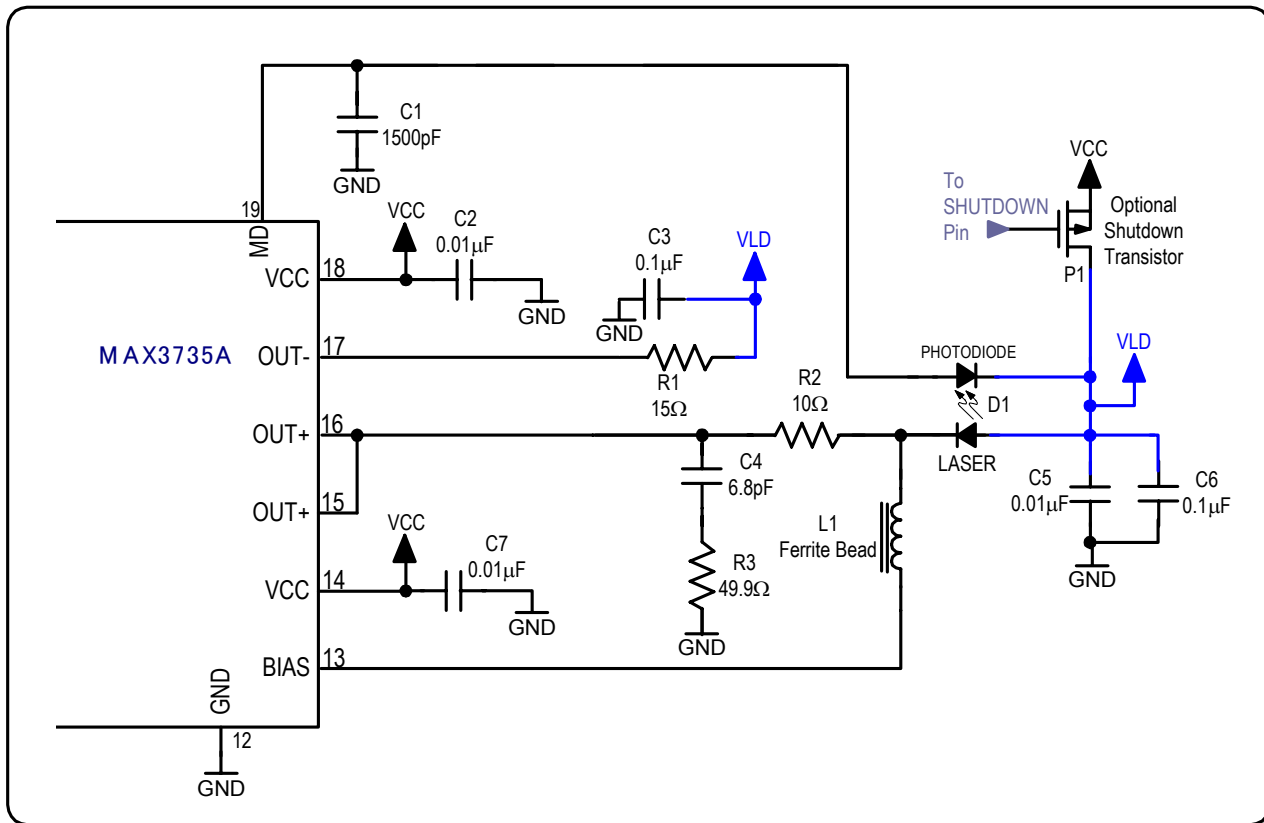 C1
1500pF
GND
19
MD
VCC
C2
0.01µF
GND
VCC
18
C3
0.1µF
GND
VLD
To
SHUTDOWN
Pin
VCC
Optional
Shutdown
Transistor
P1
MAX3735A
OUT-
17
R1
15Ω
PHOTODIODE
D1
VLD
R2
10Ω
OUT+
16
LASER
C4
6.8pF
C5
0.01µF
C6
0.1µF
GND
OUT+
15
L1
Ferrite Bead
VCC
C7
0.01µF
GND
R3
49.9Ω
GND
VCC
14
BIAS
13
GND
12
GND